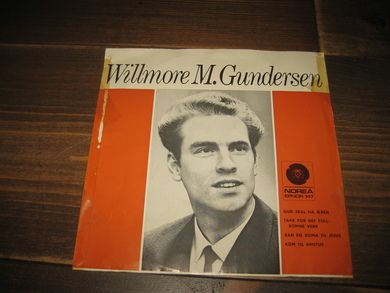 Willmore M. Gundersen
NOREA
GUD SKAL HA ÆREN
TAKK FOR DET FULL-
KOMNE VERK
KAN EG KOMA TIL JESUS
KOM TIL KRISTUS